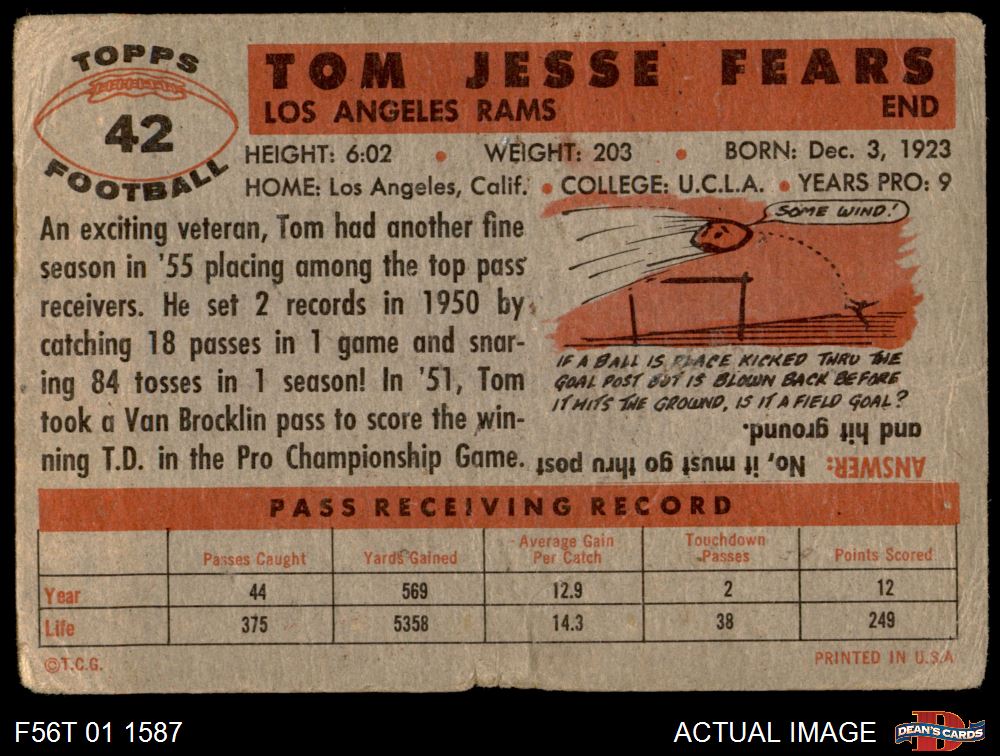 TOPPS
42
FOOTBALL
TOM JESSE FEARS
LOS ANGELES RAMS END
HEIGHT: 6:02 • WEIGHT: 203 • BORN: Dec. 3, 1923
HOME: Los Angeles, Calif. • COLLEGE: U.C.L.A. • YEARS PRO: 9
An exciting veteran, Tom had another fine
season in '55 placing among the top pass
receivers. He set 2 records in 1950 by
catching 18 passes in 1 game and snar-
ing 84 tosses in 1 season! In '51, Tom
took a Van Brocklin pass to score the win-
ning T.D. in the Pro Championship Game.
SOME WIND!
IF A BALL IS PLACE KICKED THRU THE
GOAL POST BUT IS BLOWN BACK BEFORE
IT HITS THE GROUND, IS IT A FIELD GOAL?
ANSWER: No, it must go thru post
and hit ground.
PASS RECEIVING RECORD
Passes Caught Yards Gained Average Gain Per Catch Touchdown Passes Points Scored
Year 44 569 12.9 2 12
Life 375 5358 14.3 38 249
©T.C.G. PRINTED IN U.S.A
F56T 01 1587 ACTUAL IMAGE DEAN'S CARDS